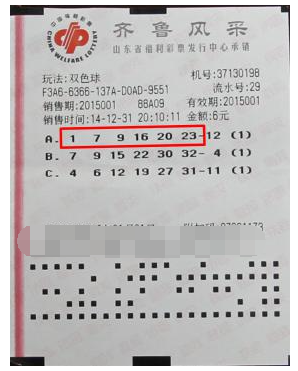 中国福利彩票
CHINA WELFARE LOTTERY
齐鲁风采
山东省福利彩票发行中心承销
玩法:双色球 机号:37130198
F3A6-6366-137A-D0AD-9551 流水号:29
销售期:2015001 88A09 有效期:2015001
销售时间:14-12-31 20:10:11 金额:6元
A. 1 7 9 16 20 23-12 (1)
B. 7 9 15 22 30 32- 4 (1)
C. 4 6 12 19 27 31-11 (1)